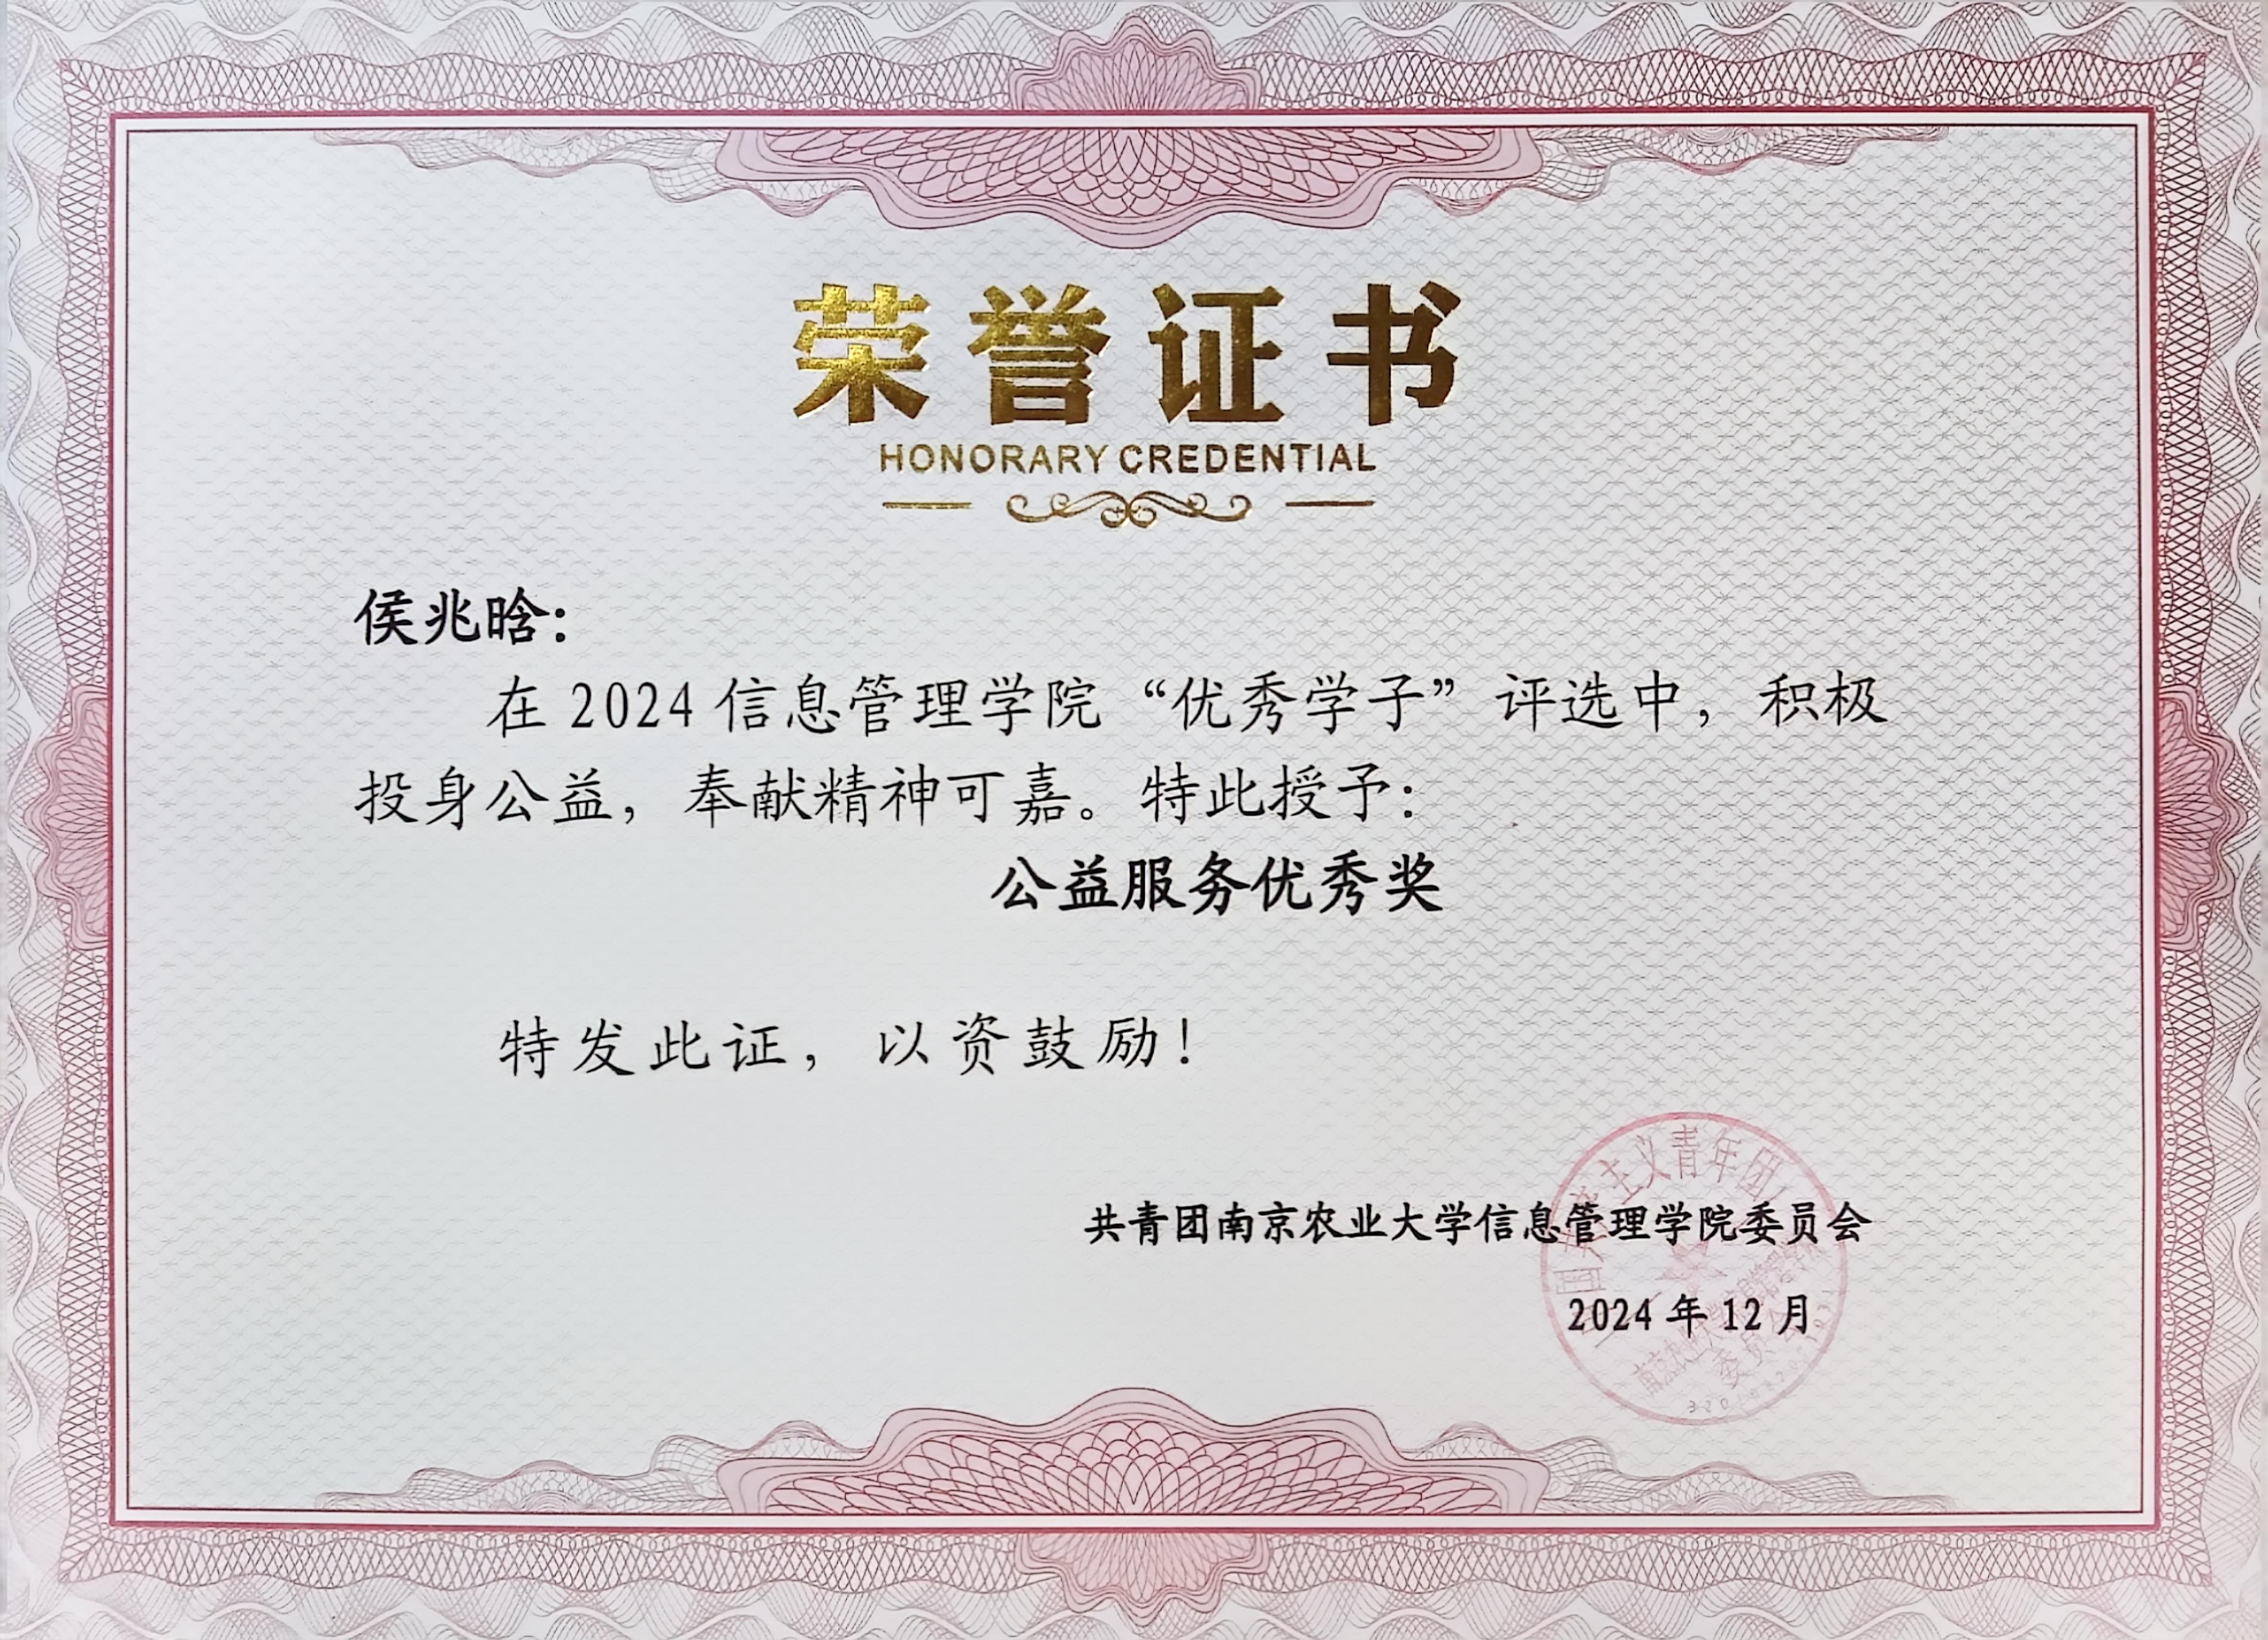 荣誉证书
HONORARY CREDENTIAL
侯兆晗：
在 2024 信息管理学院“优秀学子”评选中，积极
投身公益，奉献精神可嘉。特此授予：
公益服务优秀奖
特发此证，以资鼓励！
主义青年团
共青团南京农业大学信息管理学院委员会
2024 年 12 月
委员